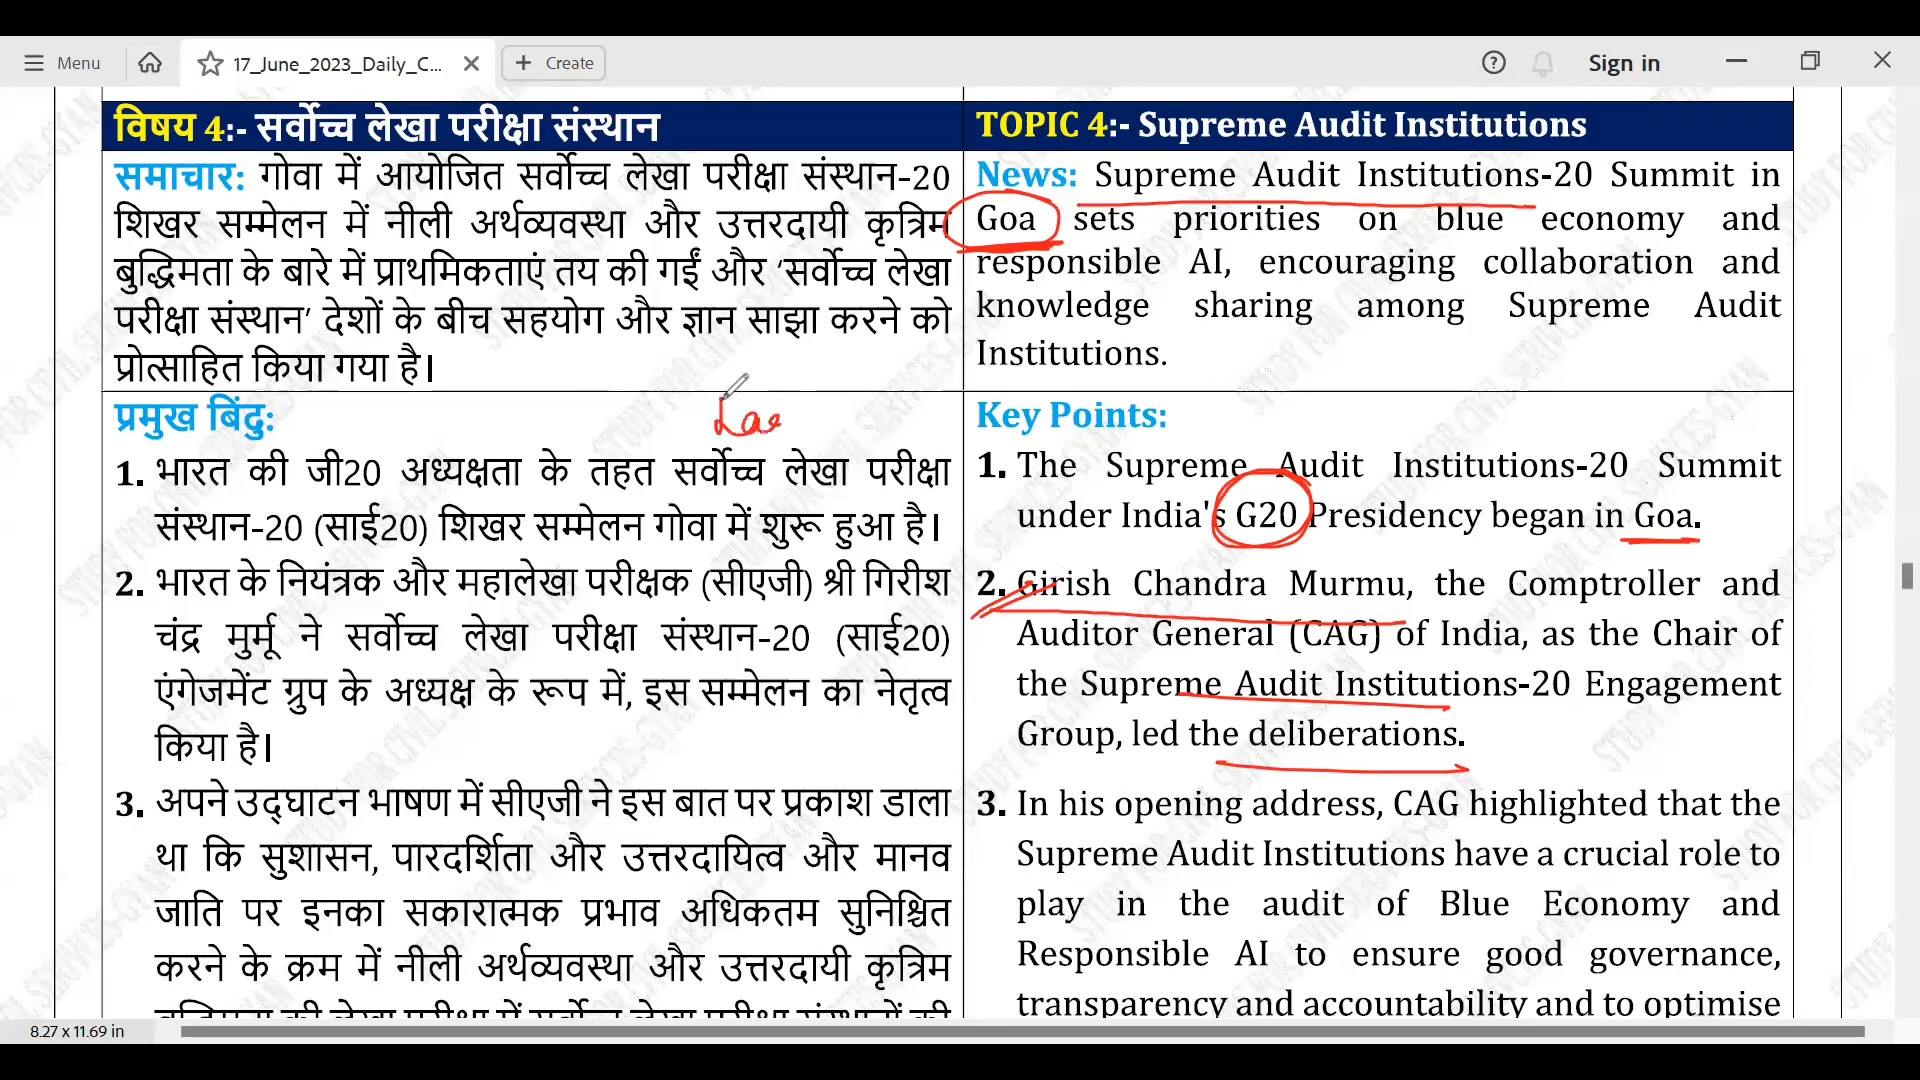 Menu
17_June_2023_Daily_C...
Create
Sign in
विषय 4:- सर्वोच्च लेखा परीक्षा संस्थान
समाचार: गोवा में आयोजित सर्वोच्च लेखा परीक्षा संस्थान-20
शिखर सम्मेलन में नीली अर्थव्यवस्था और उत्तरदायी कृत्रिम
बुद्धिमता के बारे में प्राथमिकताएं तय की गईं और ‘सर्वोच्च लेखा
परीक्षा संस्थान’ देशों के बीच सहयोग और ज्ञान साझा करने को
प्रोत्साहित किया गया है।
प्रमुख बिंदु:
1. भारत की जी20 अध्यक्षता के तहत सर्वोच्च लेखा परीक्षा
संस्थान-20 (साई20) शिखर सम्मेलन गोवा में शुरू हुआ है।
2. भारत के नियंत्रक और महालेखा परीक्षक (सीएजी) श्री गिरीश
चंद्र मुर्मू ने सर्वोच्च लेखा परीक्षा संस्थान-20 (साई20)
एंगेजमेंट ग्रुप के अध्यक्ष के रूप में, इस सम्मेलन का नेतृत्व
किया है।
3. अपने उद्घाटन भाषण में सीएजी ने इस बात पर प्रकाश डाला
था कि सुशासन, पारदर्शिता और उत्तरदायित्व और मानव
जाति पर इनका सकारात्मक प्रभाव अधिकतम सुनिश्चित
करने के क्रम में नीली अर्थव्यवस्था और उत्तरदायी कृत्रिम
TOPIC 4:- Supreme Audit Institutions
News: Supreme Audit Institutions-20 Summit in
Goa sets priorities on blue economy and
responsible AI, encouraging collaboration and
knowledge sharing among Supreme Audit
Institutions.
Key Points:
1. The Supreme Audit Institutions-20 Summit
under India's G20 Presidency began in Goa.
2. Girish Chandra Murmu, the Comptroller and
Auditor General (CAG) of India, as the Chair of
the Supreme Audit Institutions-20 Engagement
Group, led the deliberations.
3. In his opening address, CAG highlighted that the
Supreme Audit Institutions have a crucial role to
play in the audit of Blue Economy and
Responsible AI to ensure good governance,
transparency and accountability and to optimise
8.27 x 11.69 in